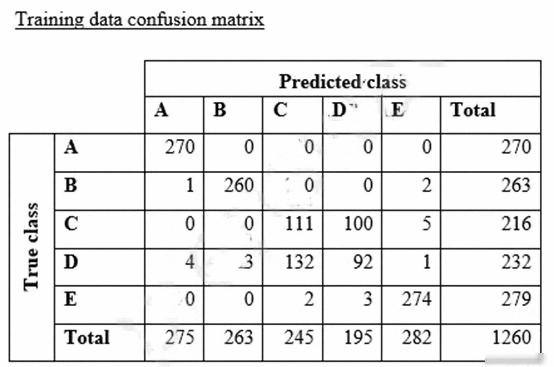 Training data confusion matrix
Predicted class
A B C D E Total
True class
A 270 0 0 0 0 270
B 1 260 0 0 2 263
C 0 0 111 100 5 216
D 4 3 132 92 1 232
E 0 0 2 3 274 279
Total 275 263 245 195 282 1260